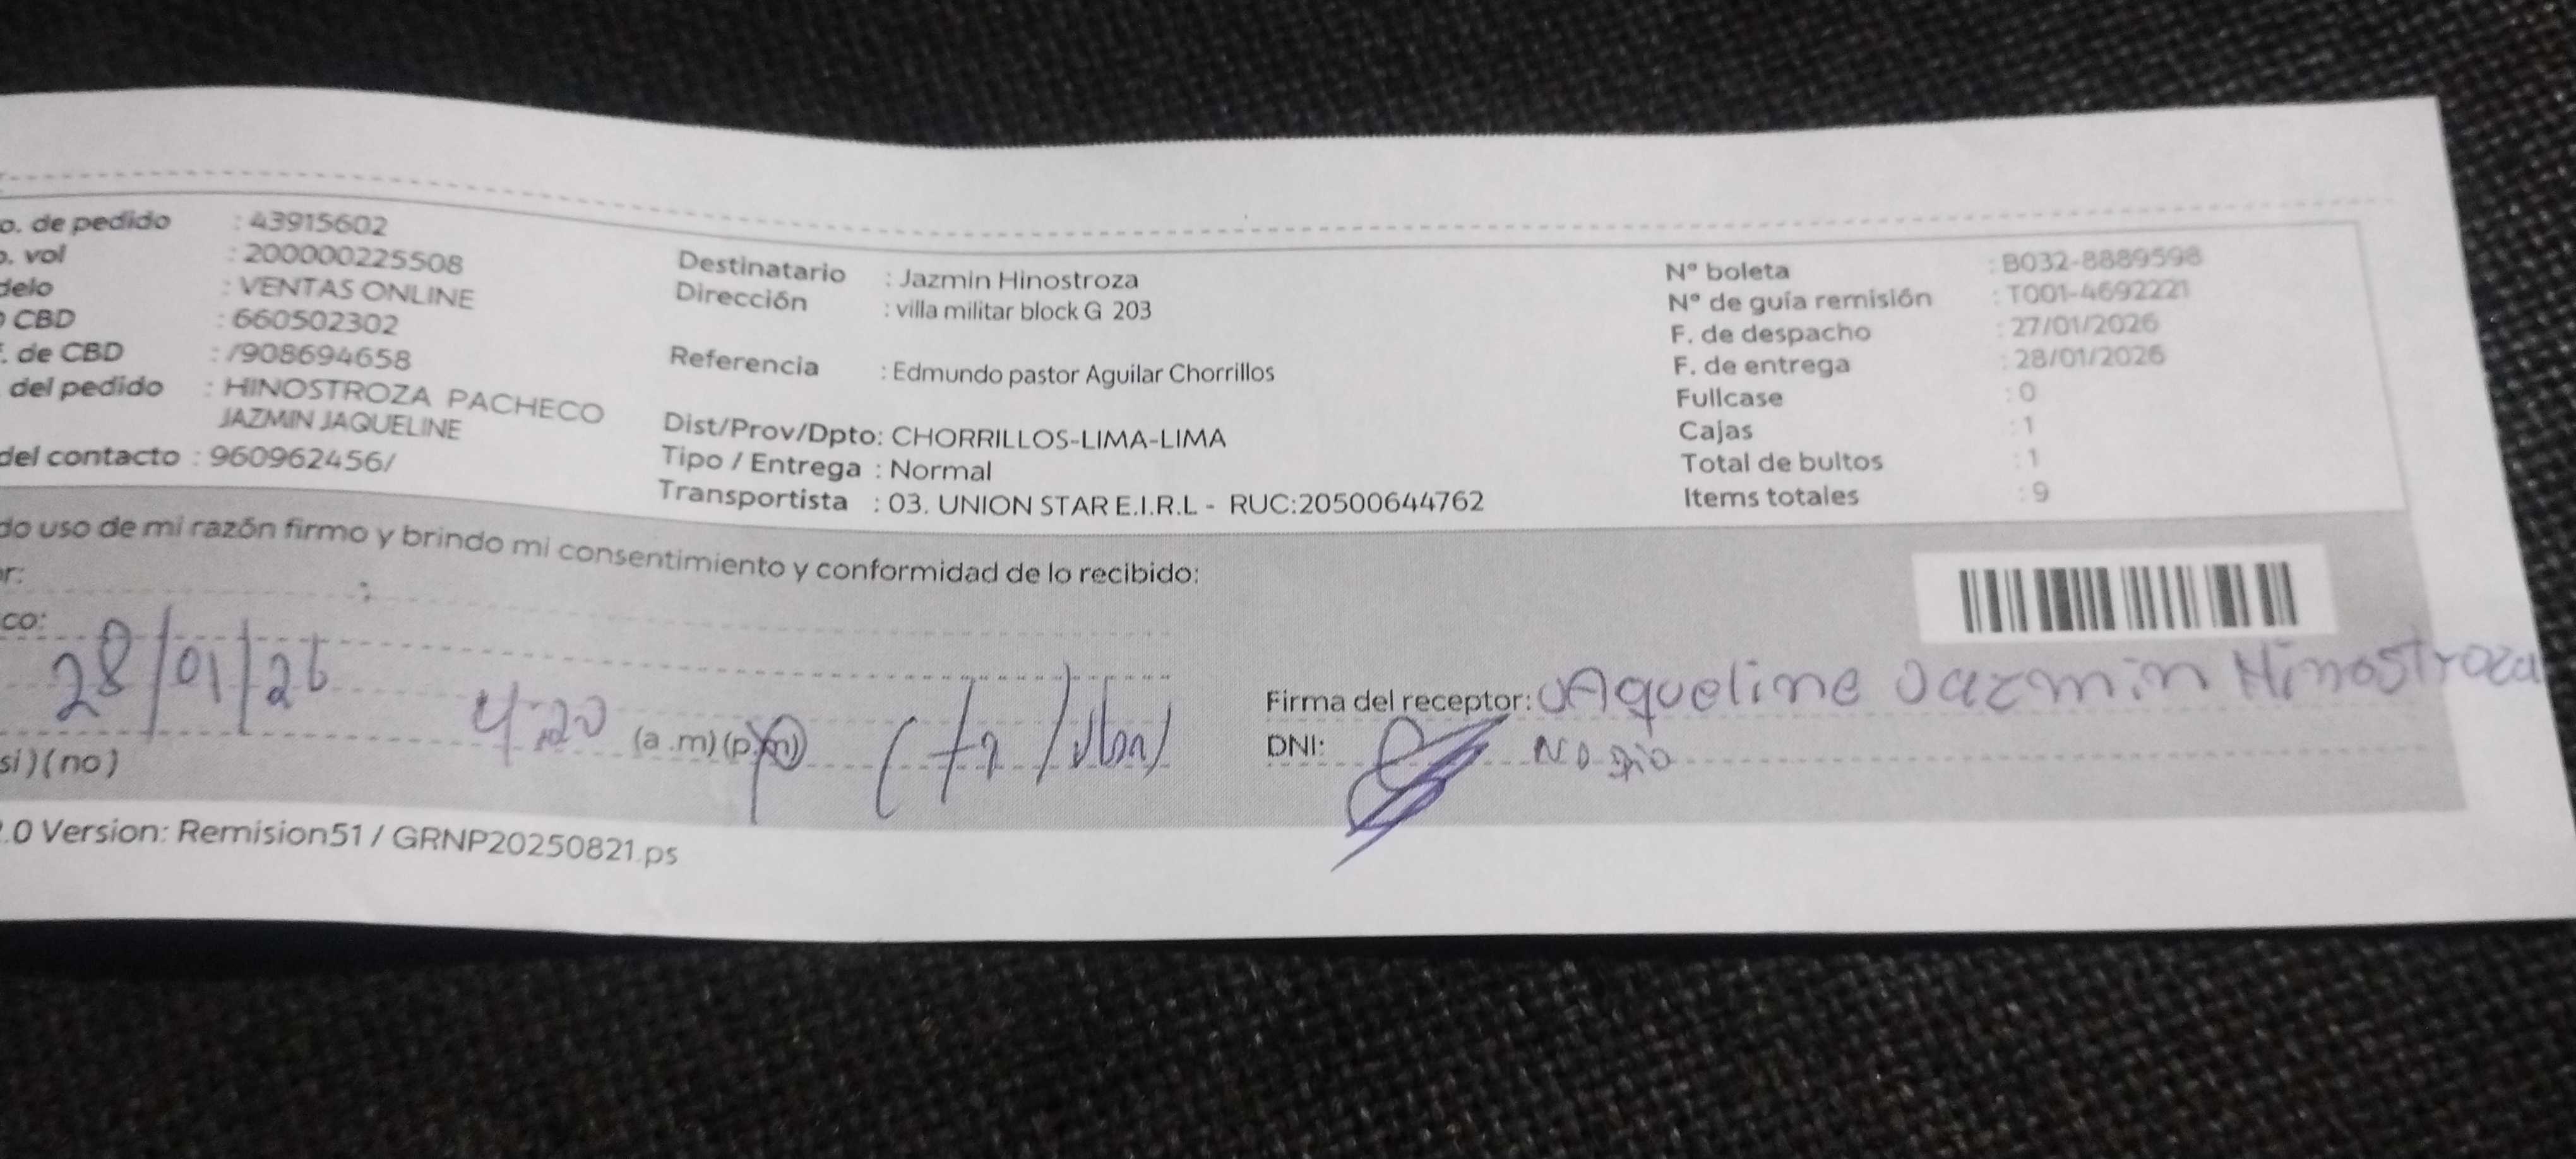 o. de pedido : 43915602
o. vol : 200000225508
delo : VENTAS ONLINE
CBD : 660502302
. de CBD : /908694658
del pedido : HINOSTROZA PACHECO
JAZMIN JAQUELINE
del contacto : 960962456/
Destinatario : Jazmin Hinostroza
Dirección : villa militar block G 203
Referencia : Edmundo pastor Aguilar Chorrillos
Dist/Prov/Dpto: CHORRILLOS-LIMA-LIMA
Tipo / Entrega : Normal
Transportista : 03. UNION STAR E.I.R.L - RUC:20500644762
N° boleta : B032-8889598
N° de guía remisión : T001-4692221
F. de despacho : 27/01/2026
F. de entrega : 28/01/2026
Fullcase : 0
Cajas : 1
Total de bultos : 1
Items totales : 9
do uso de mi razón firmo y brindo mi consentimiento y conformidad de lo recibido:
r:
co:
28/01/26
4:20 (a .m) (p.m)
si) (no)
Firma del receptor: JAqueline Jazmin Hinostroza
DNI: No dio
.0 Version: Remision51 / GRNP20250821.ps